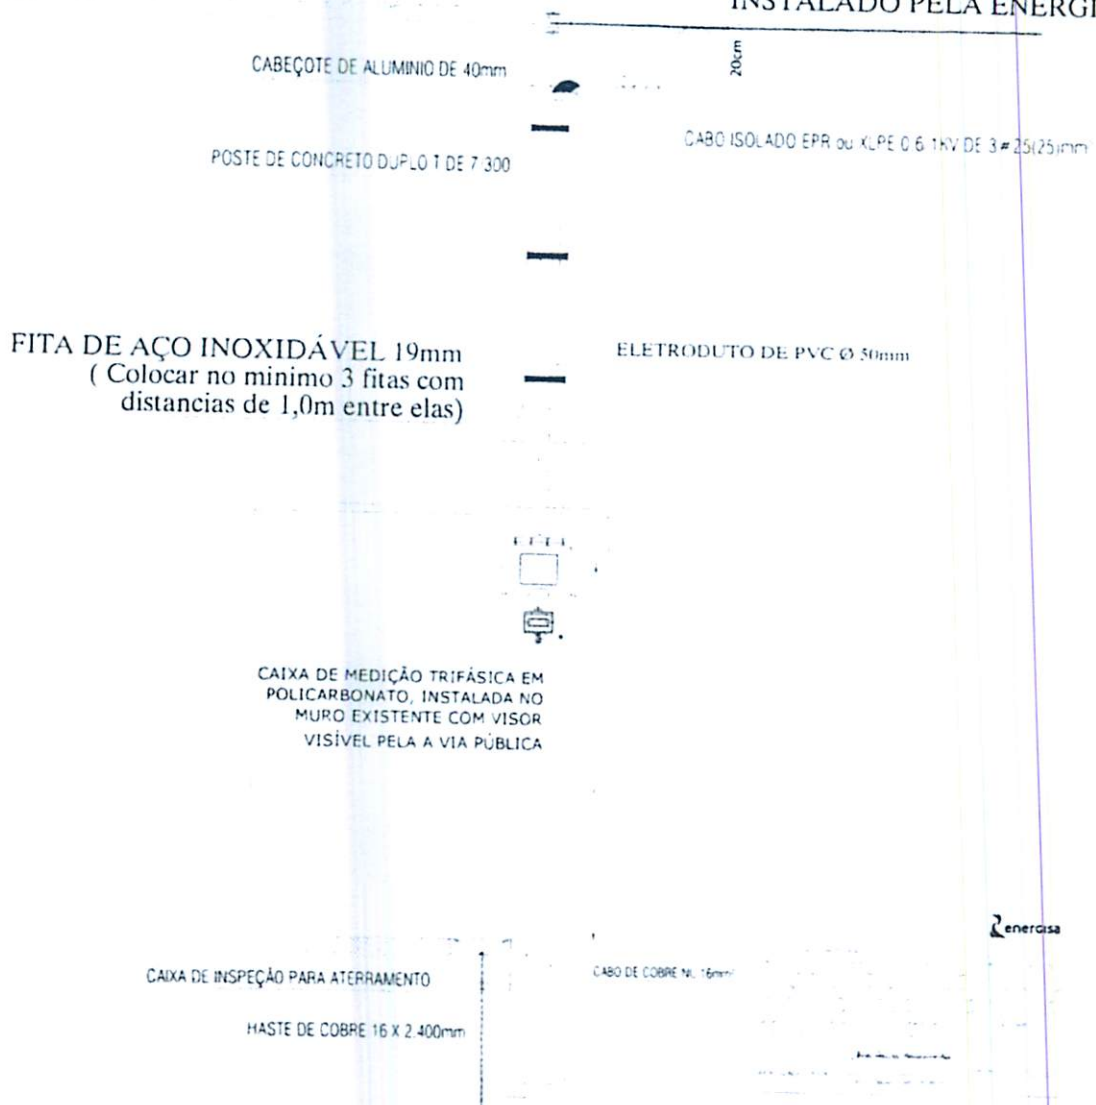 INSTALADO PELA ENERGI
20cm
CABEÇOTE DE ALUMINIO DE 40mm
CABO ISOLADO EPR ou XLPE 0 6 1KV DE 3#25(25)mm
POSTE DE CONCRETO DUPLO T DE 7 300
FITA DE AÇO INOXIDÁVEL 19mm
( Colocar no minimo 3 fitas com
distancias de 1,0m entre elas)
ELETRODUTO DE PVC Ø 50mm
CAIXA DE MEDIÇÃO TRIFÁSICA EM
POLICARBONATO, INSTALADA NO
MURO EXISTENTE COM VISOR
VISÍVEL PELA A VIA PÚBLICA
energisa
CAIXA DE INSPEÇÃO PARA ATERRAMENTO
CABO DE COBRE NU 16mm²
HASTE DE COBRE 16 X 2.400mm